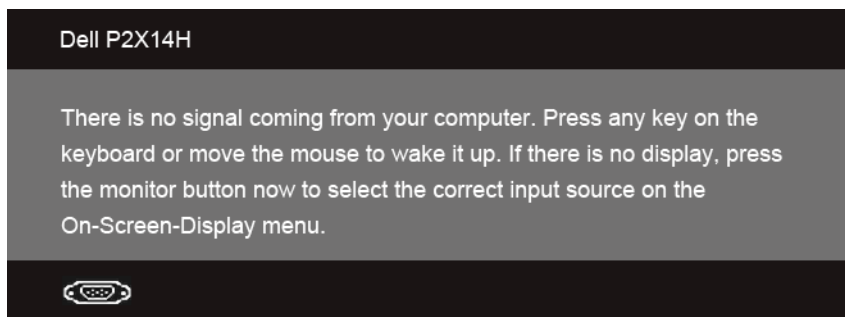 Dell P2X14H
There is no signal coming from your computer. Press any key on the
keyboard or move the mouse to wake it up. If there is no display, press
the monitor button now to select the correct input source on the
On-Screen-Display menu.